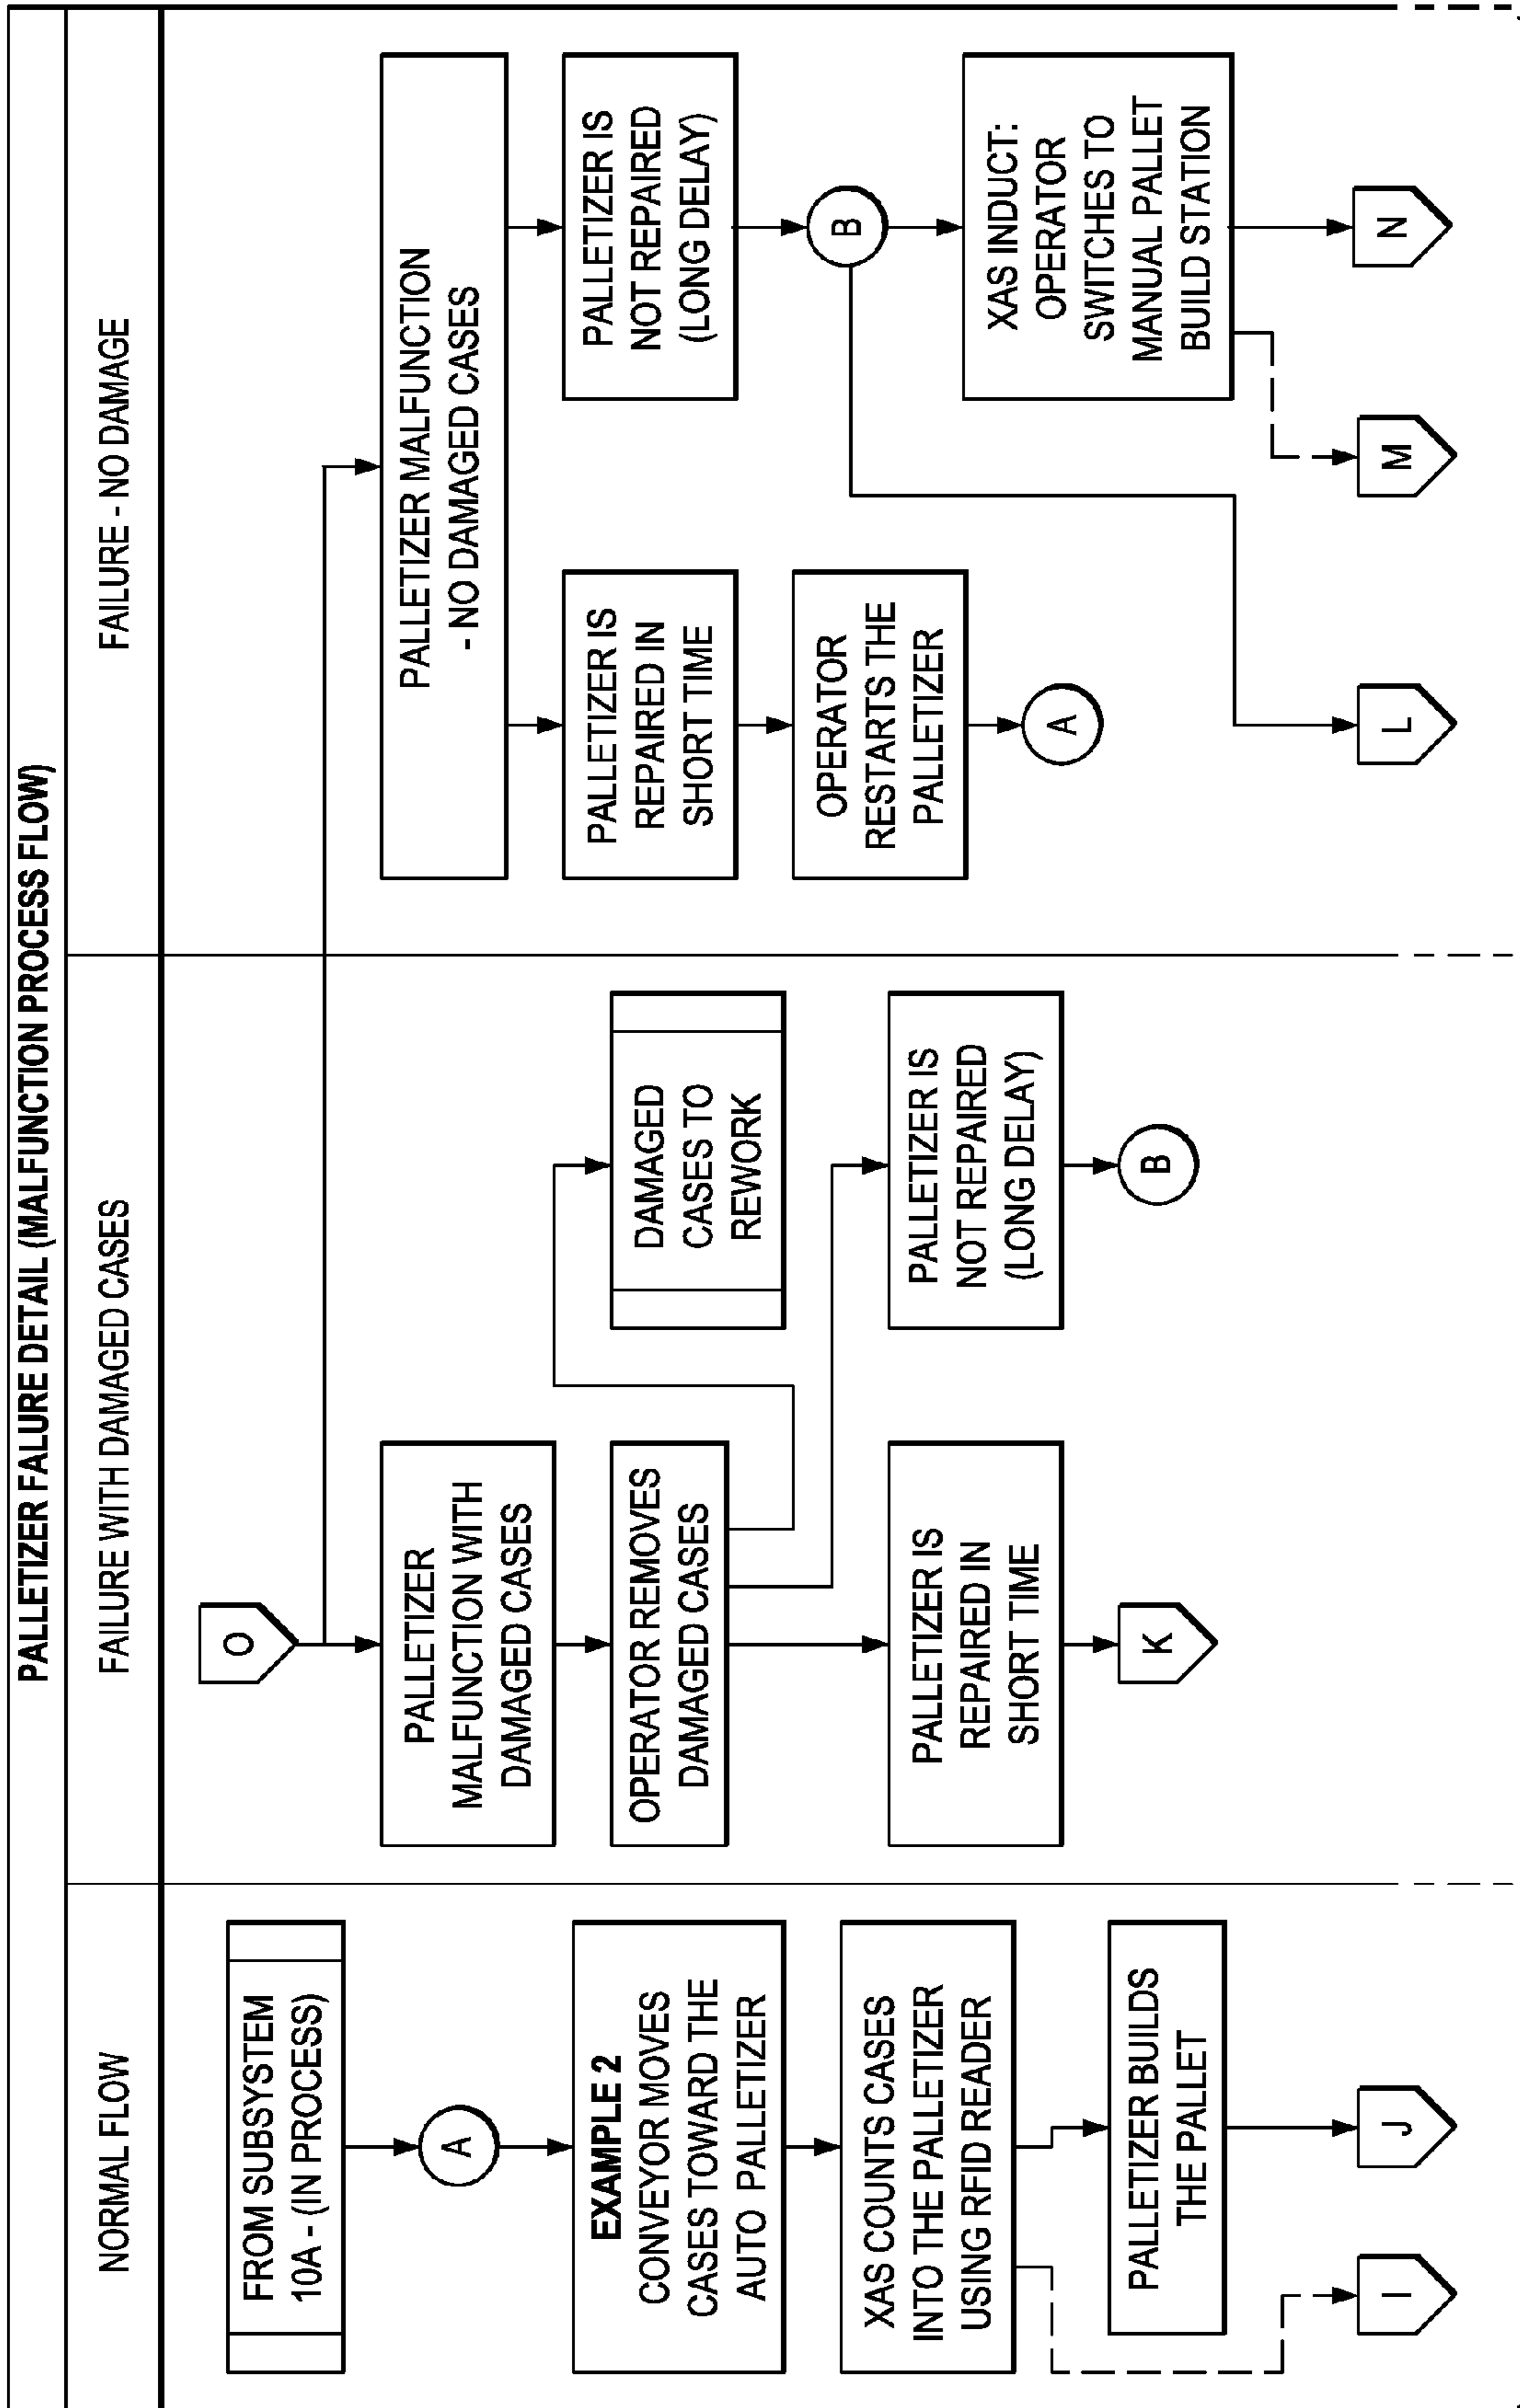 PALLETIZER FALURE DETAIL (MALFUNCTION PROCESS FLOW)
NORMAL FLOW
FAILURE WITH DAMAGED CASES
FAILURE - NO DAMAGE
FROM SUBSYSTEM
10A - (IN PROCESS)
A
EXAMPLE 2
CONVEYOR MOVES
CASES TOWARD THE
AUTO PALLETIZER
XAS COUNTS CASES
INTO THE PALLETIZER
USING RFID READER
PALLETIZER BUILDS
THE PALLET
I
J
O
PALLETIZER
MALFUNCTION WITH
DAMAGED CASES
OPERATOR REMOVES
DAMAGED CASES
DAMAGED
CASES TO
REWORK
PALLETIZER IS
REPAIRED IN
SHORT TIME
K
PALLETIZER IS
NOT REPAIRED
(LONG DELAY)
B
PALLETIZER MALFUNCTION
- NO DAMAGED CASES
PALLETIZER IS
REPAIRED IN
SHORT TIME
OPERATOR
RESTARTS THE
PALLETIZER
A
PALLETIZER IS
NOT REPAIRED
(LONG DELAY)
B
XAS INDUCT:
OPERATOR
SWITCHES TO
MANUAL PALLET
BUILD STATION
L
M
N